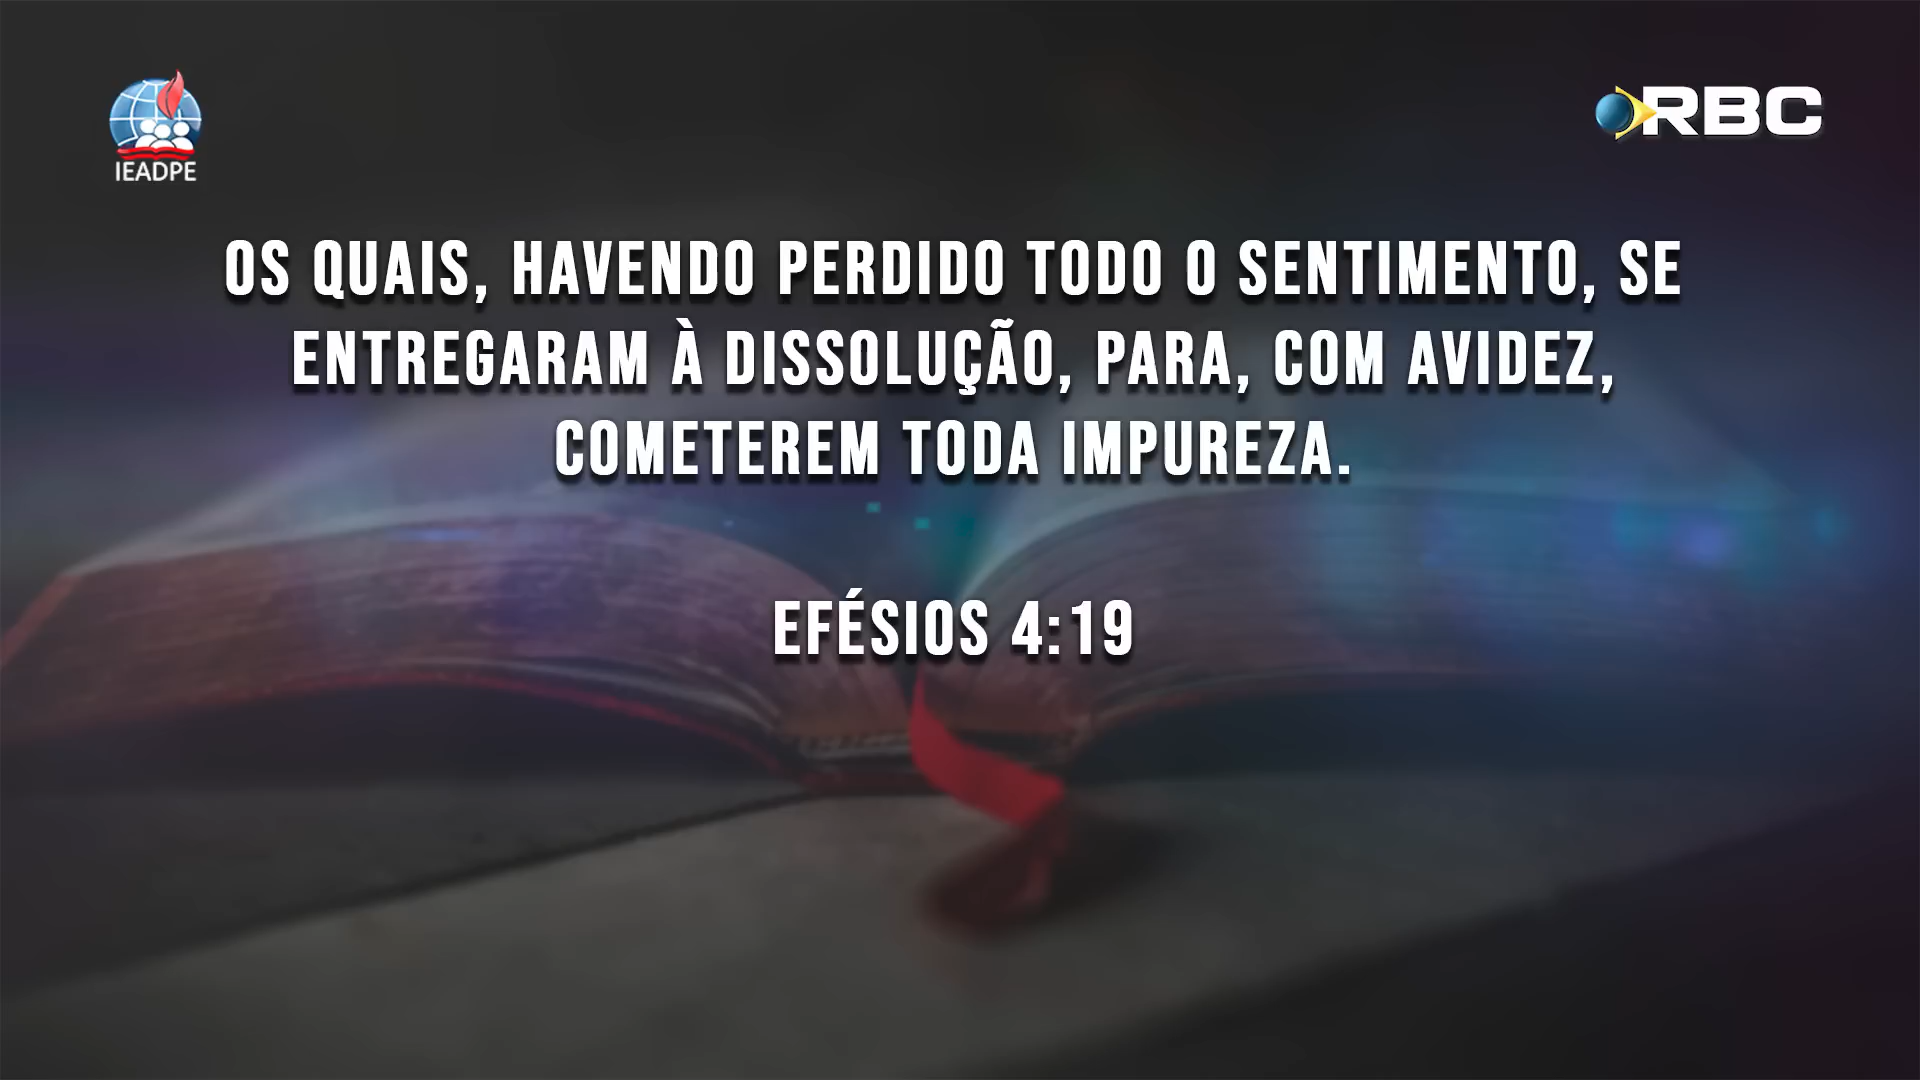 IEADPE
RBC
OS QUAIS, HAVENDO PERDIDO TODO O SENTIMENTO, SE
ENTREGARAM À DISSOLUÇÃO, PARA, COM AVIDEZ,
COMETEREM TODA IMPUREZA.
EFÉSIOS 4:19